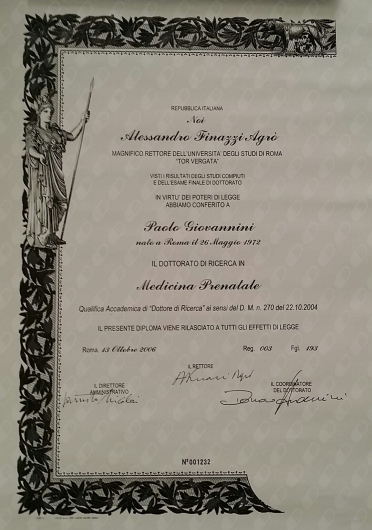 REPUBBLICA ITALIANA
Noi
Alessandro Finazzi Agrò
MAGNIFICO RETTORE DELL'UNIVERSITA' DEGLI STUDI DI ROMA
"TOR VERGATA"
VISTI I RISULTATI DEGLI STUDI COMPIUTI
E DELL'ESAME FINALE DI DOTTORATO
IN VIRTU' DEI POTERI DI LEGGE
ABBIAMO CONFERITO A
Paolo Giovannini
nato a Roma il 26 Maggio 1972
IL DOTTORATO DI RICERCA IN
Medicina Prenatale
Qualifica Accademica di "Dottore di Ricerca" ai sensi del D. M. n. 270 del 22.10.2004
IL PRESENTE DIPLOMA VIENE RILASCIATO A TUTTI GLI EFFETTI DI LEGGE
Roma, 13 Ottobre 2006 Reg. 003 Fgl. 193
IL RETTORE
IL DIRETTORE
AMMINISTRATIVO
IL COORDINATORE
DEL DOTTORATO
N°001232